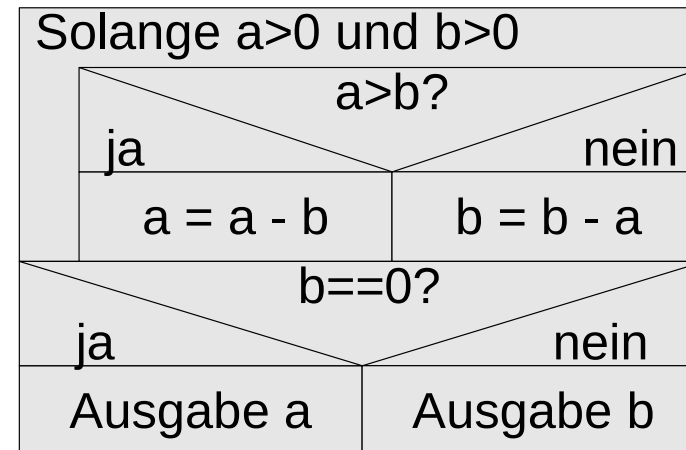 Solange a>0 und b>0
a>b?
ja nein
a = a - b b = b - a
b==0?
ja nein
Ausgabe a Ausgabe b